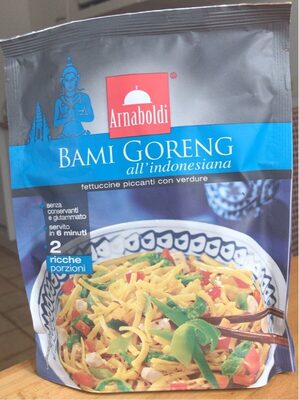 Arnaboldi
®
BAMI GORENG
all'indonesiana
fettuccine piccanti con verdure
senza
conservanti
e glutammato
servito
in 6 minuti
2
ricche
porzioni